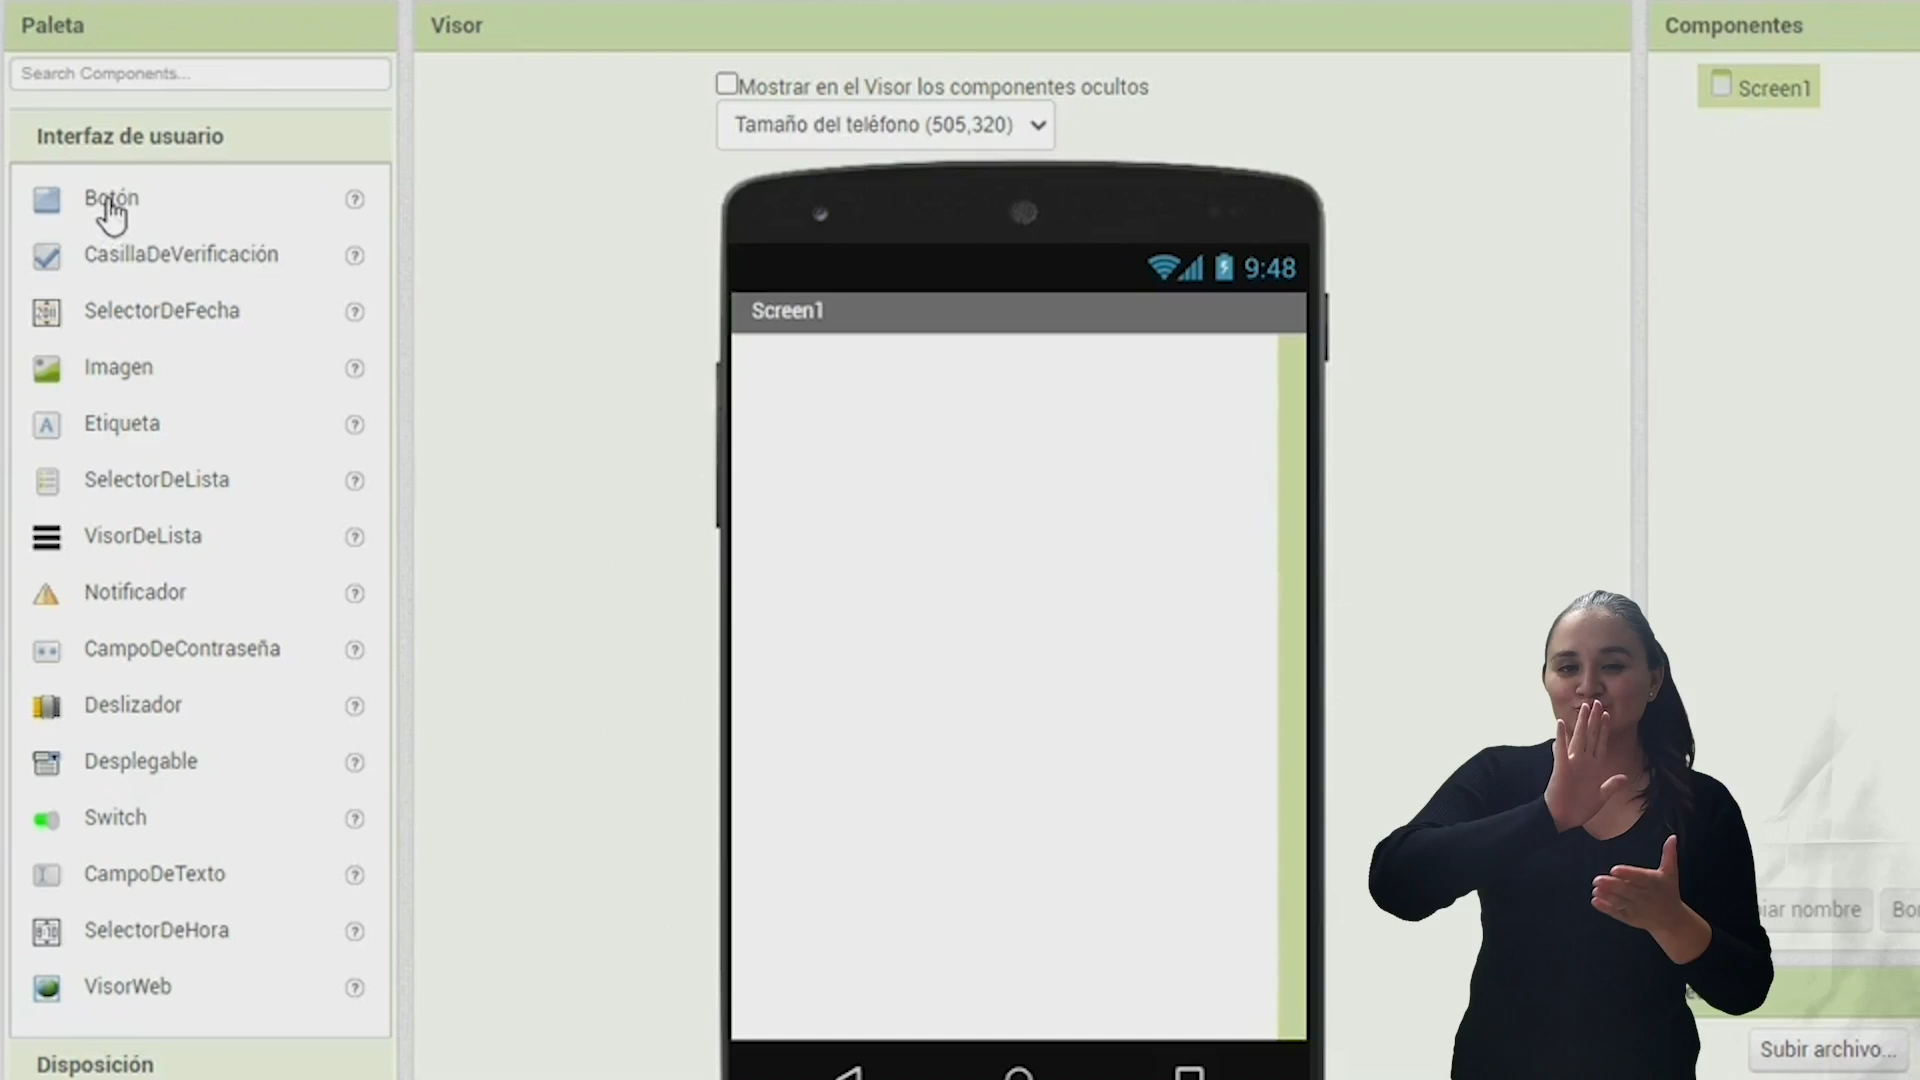 Paleta
Search Components...
Interfaz de usuario
Botón
CasillaDeVerificación
SelectorDeFecha
Imagen
Etiqueta
SelectorDeLista
VisorDeLista
Notificador
CampoDeContraseña
Deslizador
Desplegable
Switch
CampoDeTexto
SelectorDeHora
VisorWeb
Disposición
Visor
Mostrar en el Visor los componentes ocultos
Tamaño del teléfono (505,320)
9:48
Screen1
Componentes
Screen1
nombre
Subir archivo...